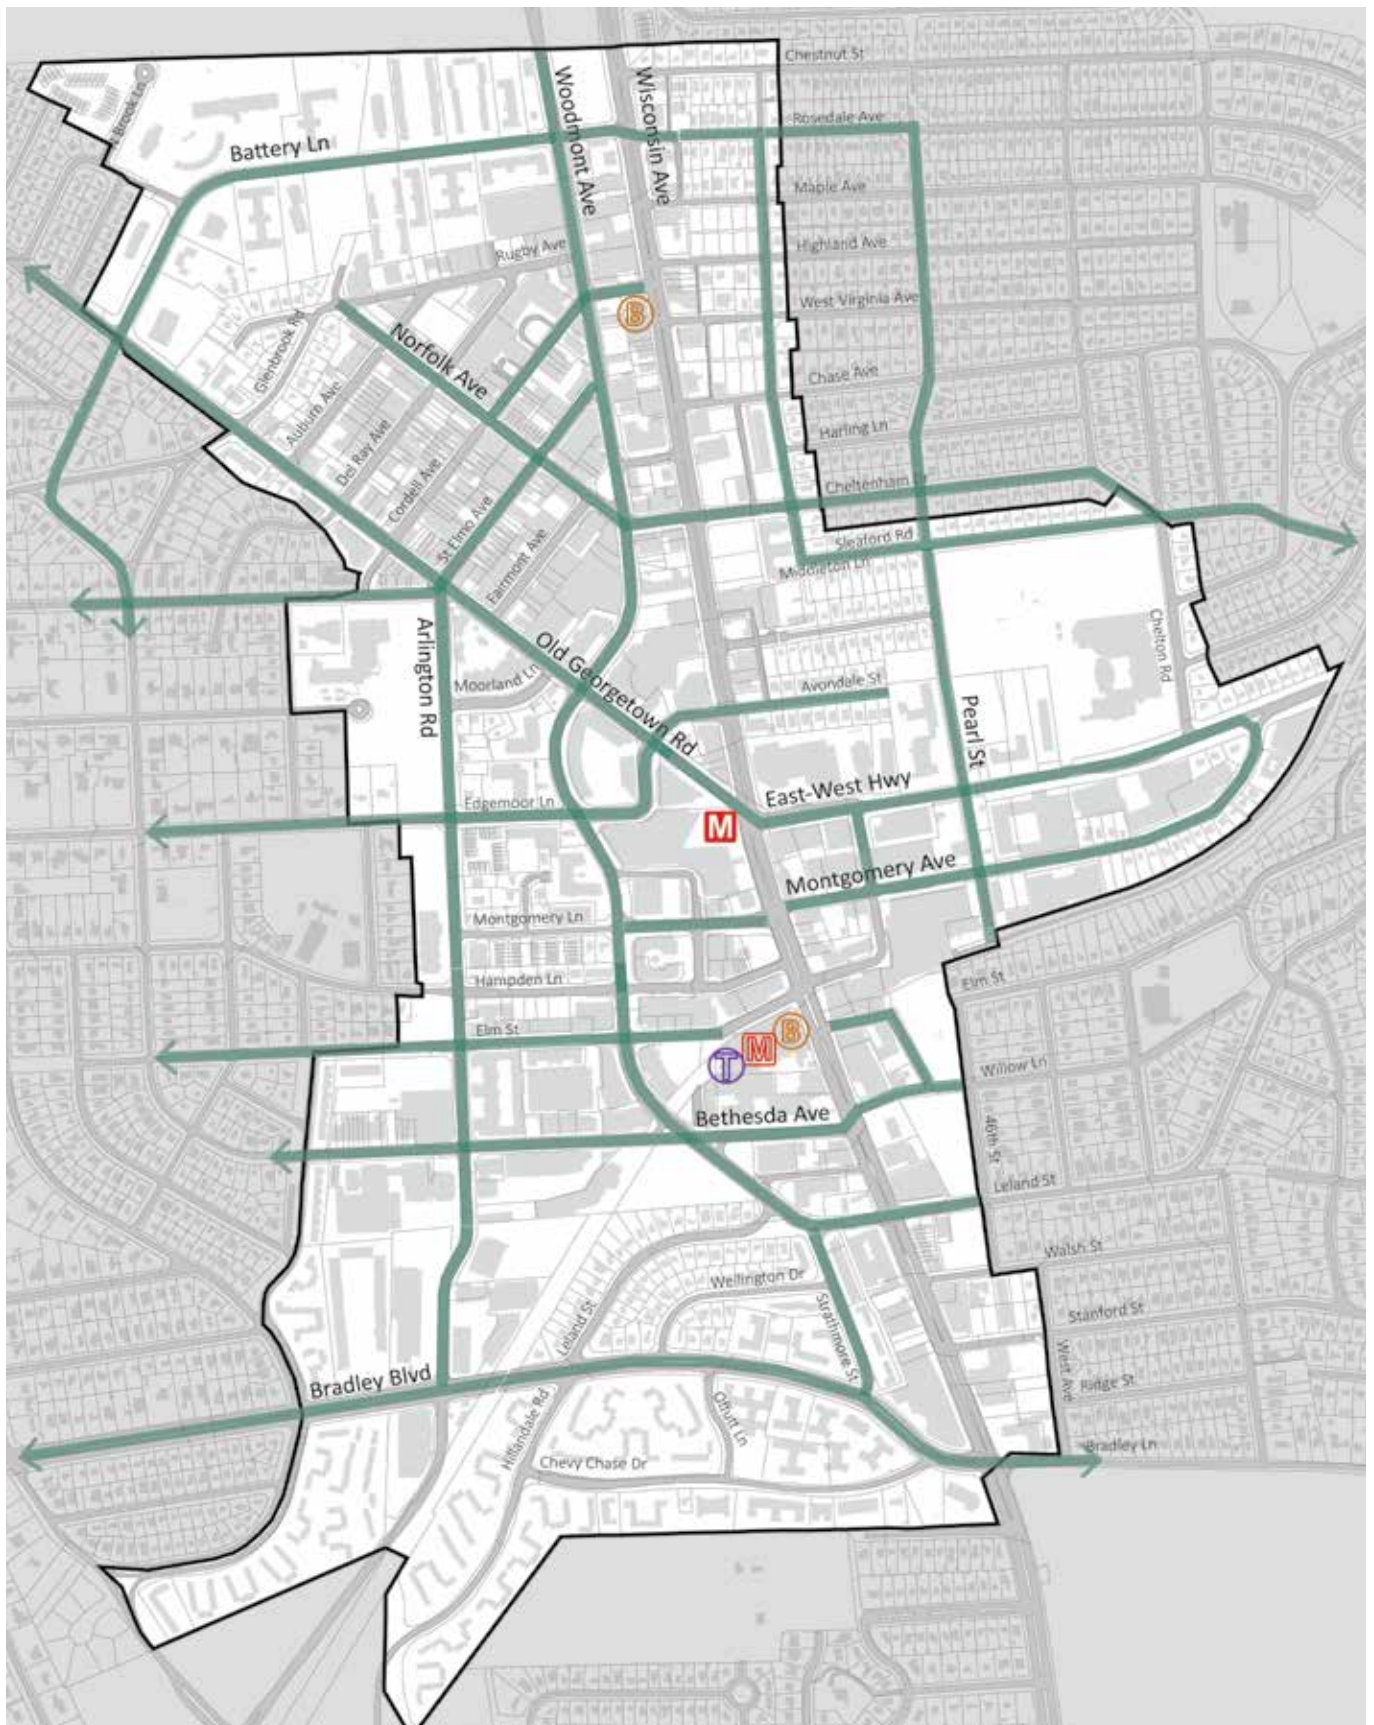 Chestnut St
Woodmont Ave
Wisconsin Ave
Brook Ln
Rosedale Ave
Battery Ln
Maple Ave
Highland Ave
Rugby Ave
West Virginia Ave
B
Glenbrook Rd
Norfolk Ave
Chase Ave
Auburn Ave
Harling Ln
Del Ray Ave
Cordell Ave
Cheltenham
St Elmo Ave
Sleaford Rd
Fairmont Ave
Middleton Ln
Arlington Rd
Old Georgetown Rd
Chelton Rd
Moorland Ln
Avondale St
Pearl St
East-West Hwy
Edgemoor Ln
M
Montgomery Ave
Montgomery Ln
Hampden Ln
Elm St
Elm St
B
M
T
Willow Ln
Bethesda Ave
46th St
Leland St
Walsh St
Wellington Dr
Strathmore St
Stanford St
Leland St
West Ave
Bradley Blvd
Ridge St
Offutt Ln
Hillandale Rd
Bradley Ln
Chevy Chase Dr